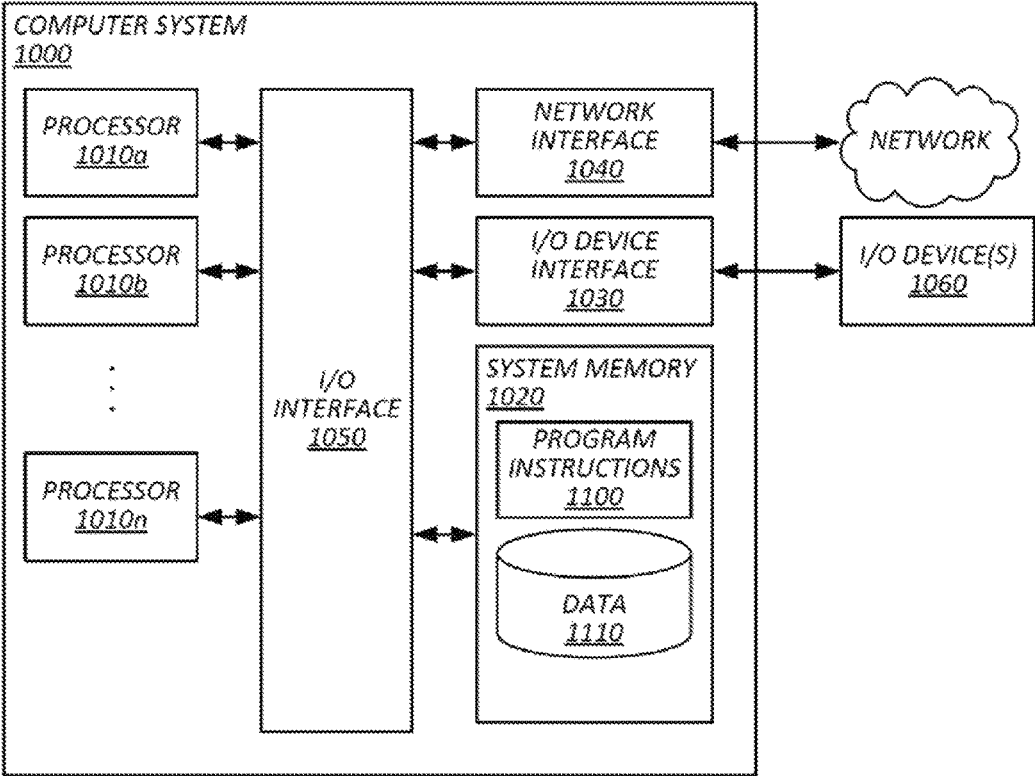 COMPUTER SYSTEM
1000
PROCESSOR
1010a
PROCESSOR
1010b
PROCESSOR
1010n
I/O
INTERFACE
1050
NETWORK
INTERFACE
1040
I/O DEVICE
INTERFACE
1030
SYSTEM MEMORY
1020
PROGRAM
INSTRUCTIONS
1100
DATA
1110
NETWORK
I/O DEVICE(S)
1060